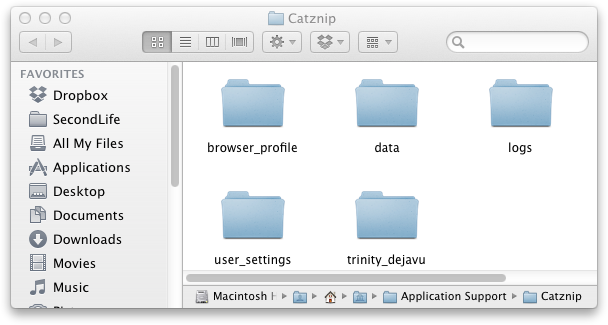 Catznip
FAVORITES
Dropbox
SecondLife
All My Files
Applications
Desktop
Documents
Downloads
Movies
Music
browser_profile
data
logs
user_settings
trinity_dejavu
Macintosh
Application Support
Catznip